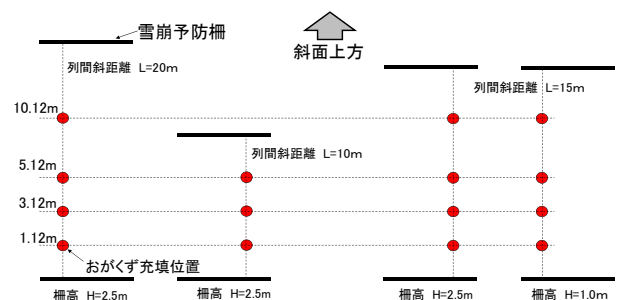 雪崩予防柵
斜面上方
列間斜距離 L=20m
列間斜距離 L=15m
10.12m
列間斜距離 L=10m
5.12m
3.12m
1.12m
おがくず充填位置
柵高 H=2.5m
柵高 H=2.5m
柵高 H=2.5m
柵高 H=1.0m